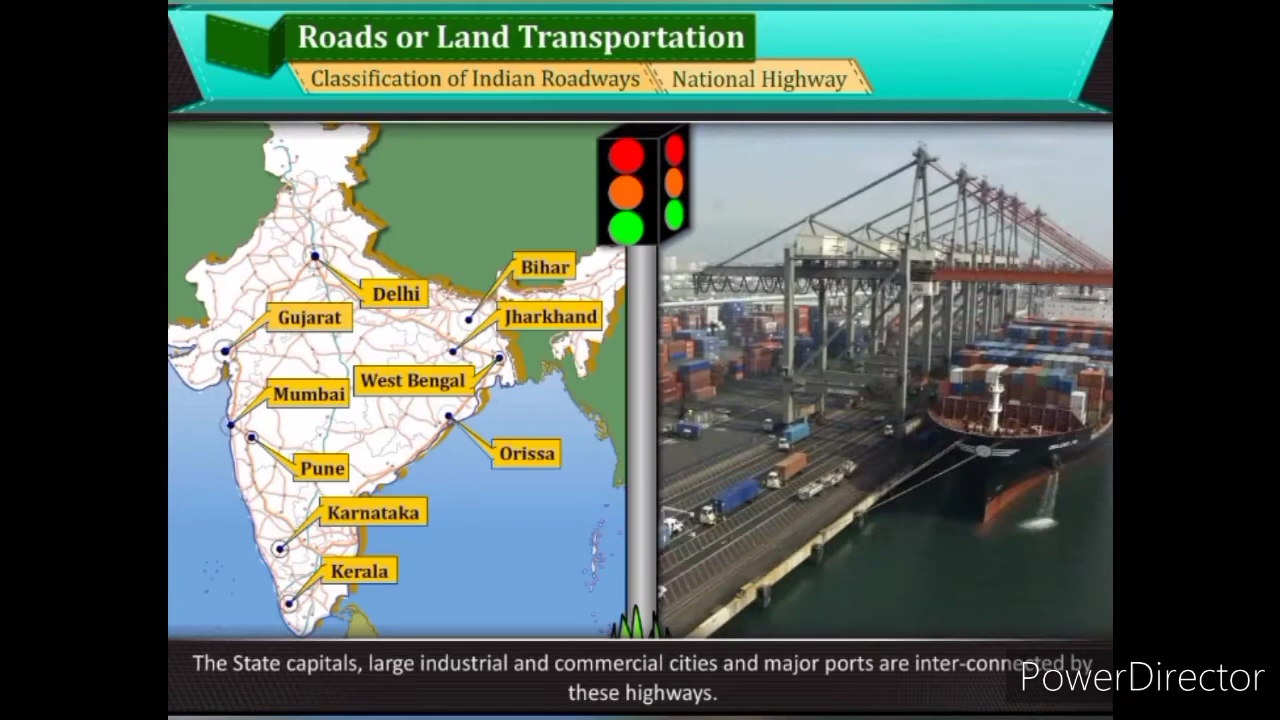 Roads or Land Transportation
Classification of Indian Roadways
National Highway
Bihar
Delhi
Jharkhand
Gujarat
West Bengal
Mumbai
Orissa
Pune
Karnataka
Kerala
The State capitals, large industrial and commercial cities and major ports are inter-connected by
these highways.
PowerDirector